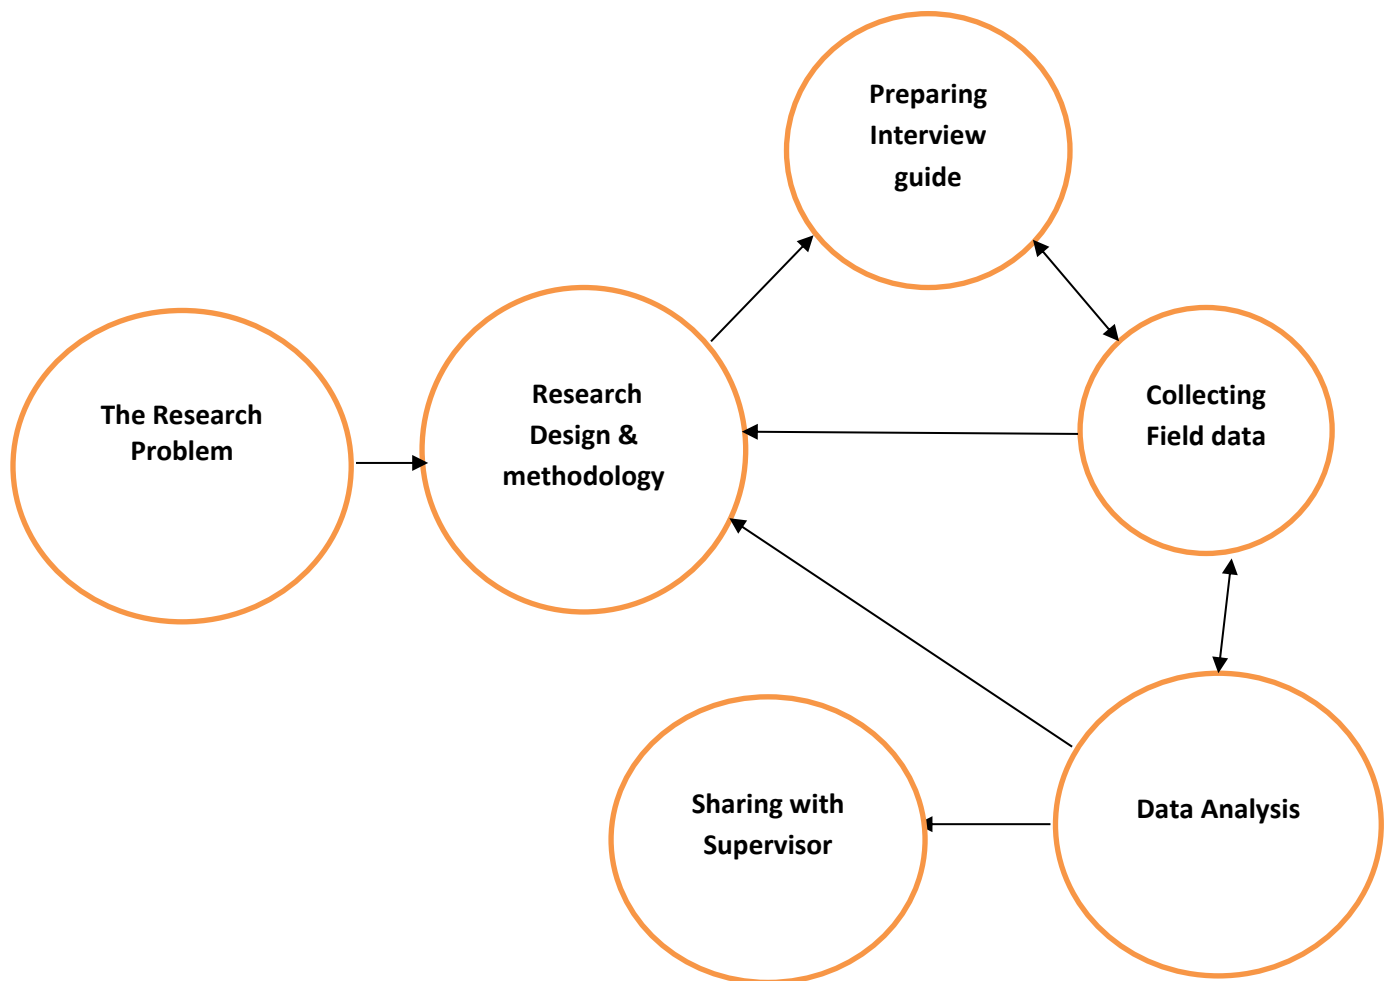 Preparing
Interview
guide
The Research
Problem
Research
Design &
methodology
Collecting
Field data
Sharing with
Supervisor
Data Analysis